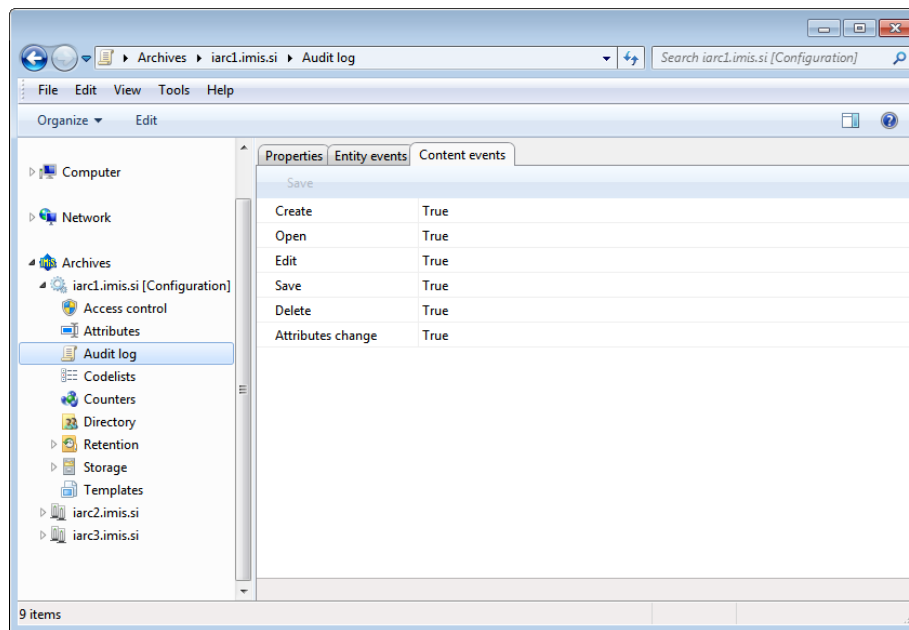 Archives iarc1.imis.si Audit log
Search iarc1.imis.si [Configuration]
File Edit View Tools Help
Organize Edit
Computer
Network
Archives
iarc1.imis.si [Configuration]
Access control
Attributes
Audit log
Codelists
Counters
Directory
Retention
Storage
Templates
iarc2.imis.si
iarc3.imis.si
Properties Entity events Content events
Save
Create True
Open True
Edit True
Save True
Delete True
Attributes change True
9 items